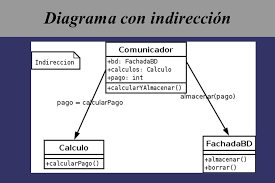 Diagrama con indirección
Comunicador
Indireccion
+bd: FachadaBD
+calculos: Calculo
+pago: int
+calcularYAlmacenar()
pago = calcularPago
almacenar(pago)
Calculo
+calcularPago()
FachadaBD
+almacenar()
+borrar()